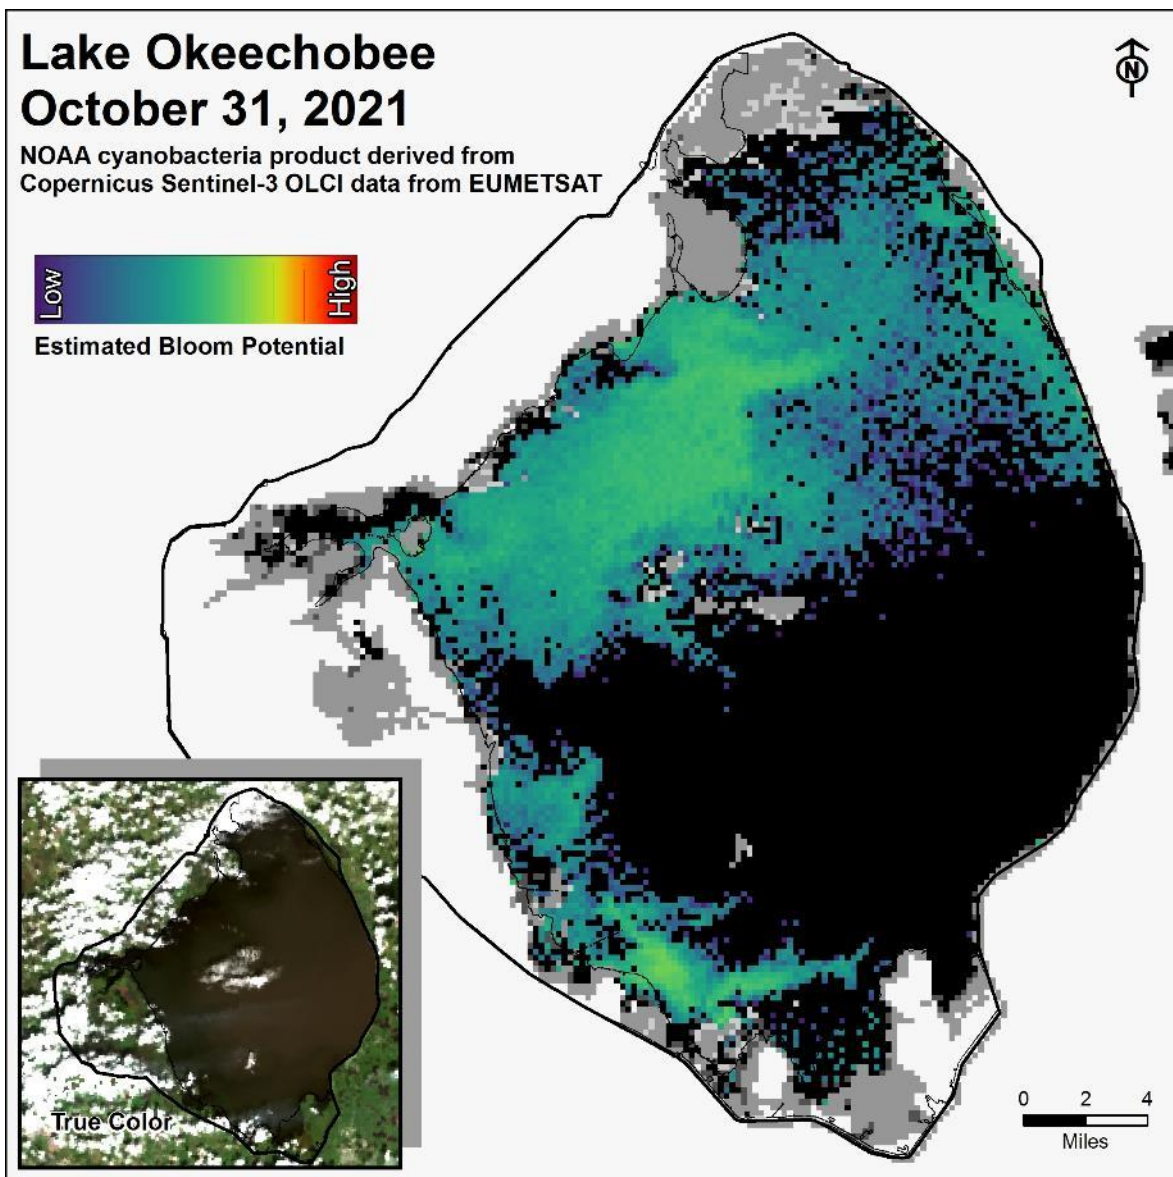 Lake Okeechobee
October 31, 2021
NOAA cyanobacteria product derived from
Copernicus Sentinel-3 OLCI data from EUMETSAT
N
Low
High
Estimated Bloom Potential
True Color
0 2 4
Miles